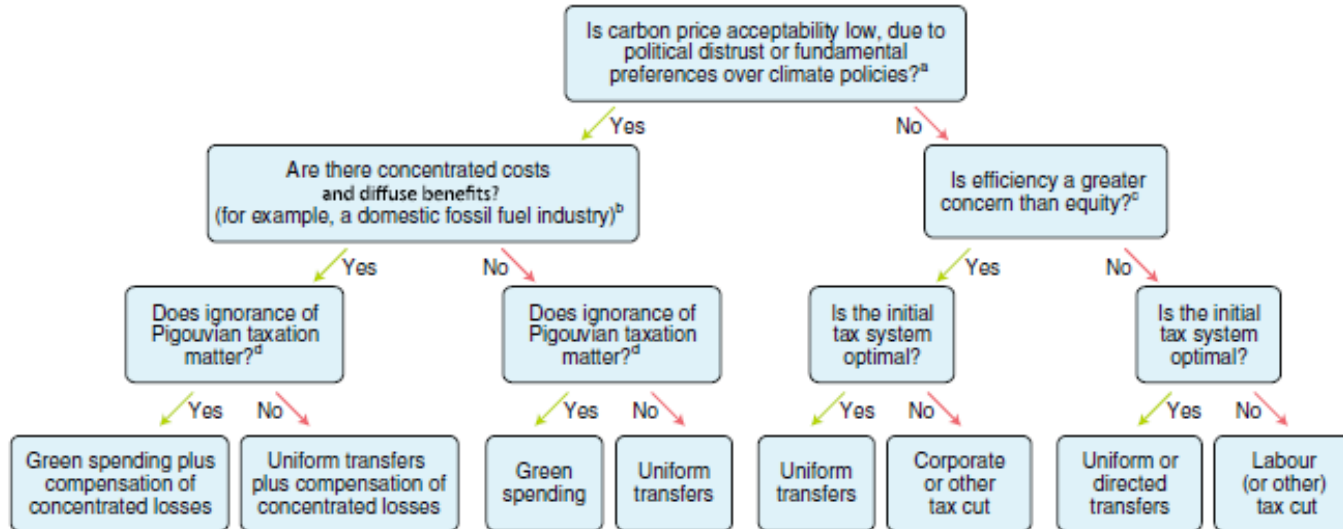 Is carbon price acceptability low, due to
political distrust or fundamental
preferences over climate policies?a
Yes
No
Are there concentrated costs
and diffuse benefits?
(for example, a domestic fossil fuel industry)b
Is efficiency a greater
concern than equity?c
Yes
No
Yes
No
Does ignorance of
Pigouvian taxation
matter?d
Does ignorance of
Pigouvian taxation
matter?d
Is the initial
tax system
optimal?
Is the initial
tax system
optimal?
Yes
No
Yes
No
Yes
No
Yes
No
Green spending plus
compensation of
concentrated losses
Uniform transfers
plus compensation of
concentrated losses
Green
spending
Uniform
transfers
Uniform
transfers
Corporate
or other
tax cut
Uniform or
directed
transfers
Labour
(or other)
tax cut